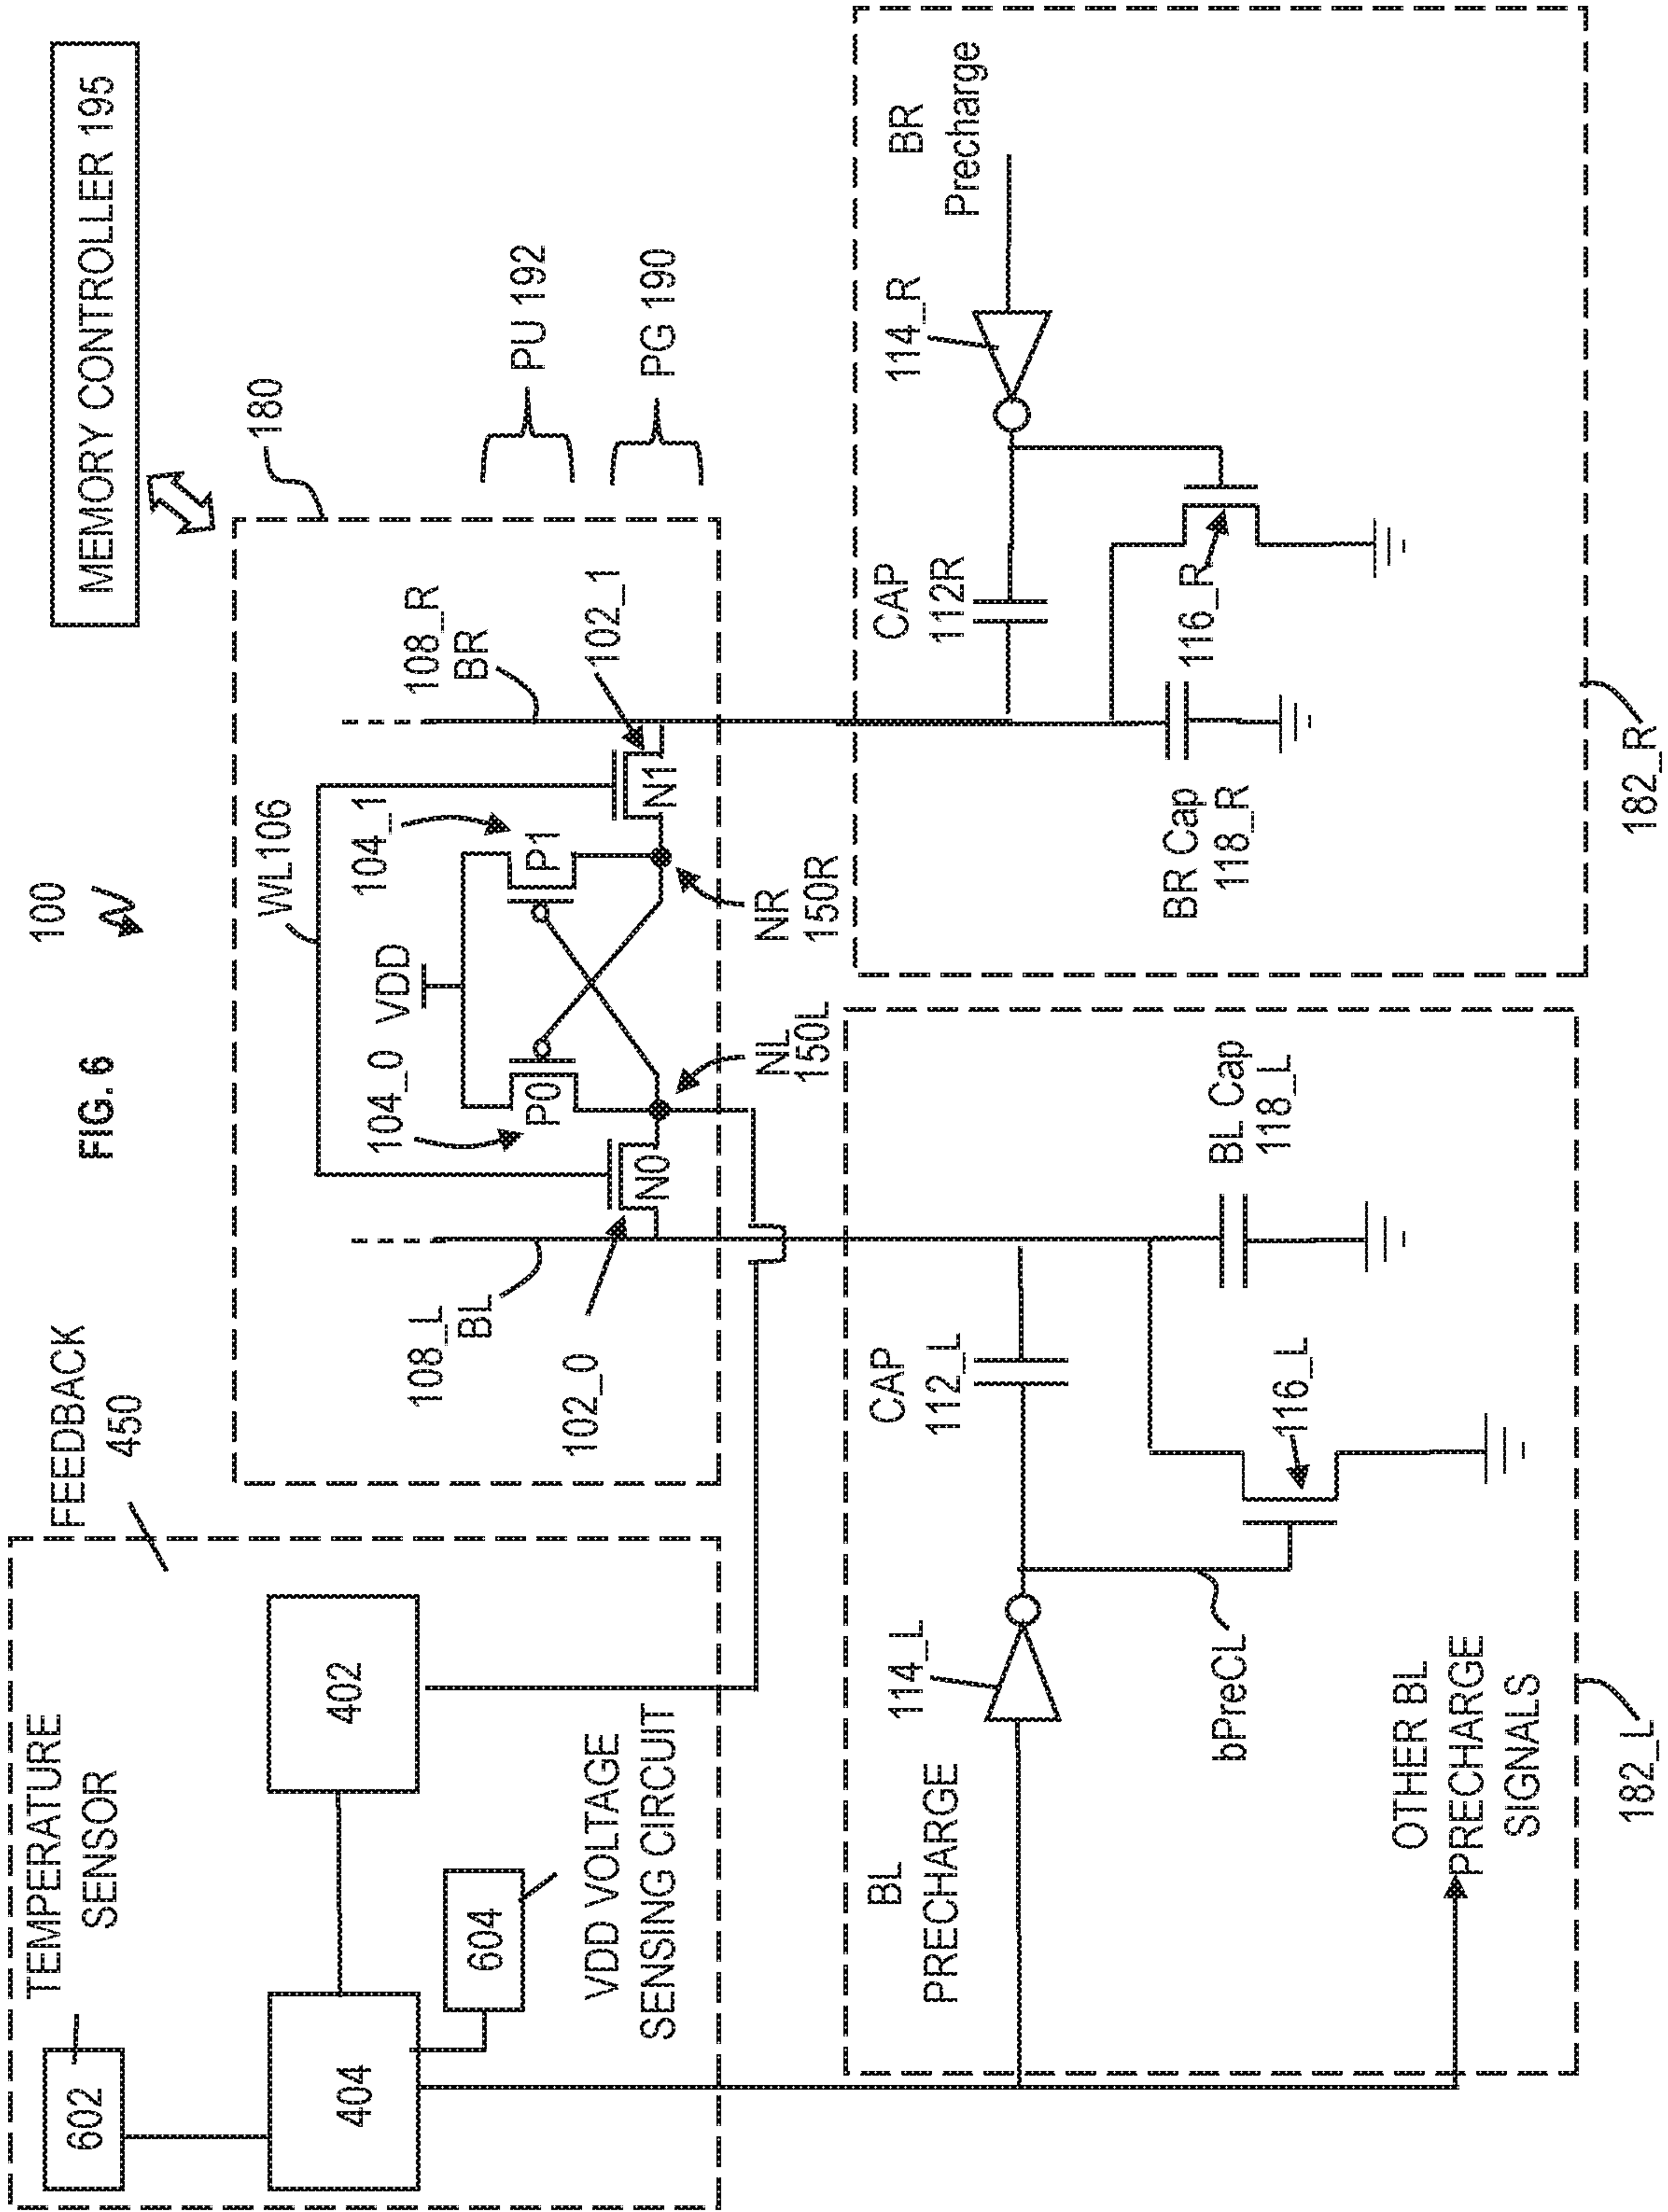 FIG. 6
100
MEMORY CONTROLLER 195
FEEDBACK
450
TEMPERATURE
SENSOR
602
404
402
604
VDD VOLTAGE
SENSING CIRCUIT
180
WL106
108_L
BL
102_0
104_0
VDD
104_1
108_R
BR
102_1
P0
P1
N0
N1
PU 192
PG 190
NL
150L
NR
150R
BL
PRECHARGE
114_L
CAP
112_L
bPreCL
116_L
BL Cap
118_L
OTHER BL
PRECHARGE
SIGNALS
182_L
CAP
112R
114_R
BR
Precharge
BR Cap
118_R
116_R
182_R